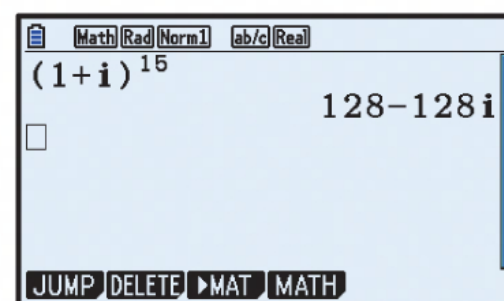 Math Rad Norm1 ab/c Real
(1+i)¹⁵
128-128i
JUMP DELETE ▶MAT MATH